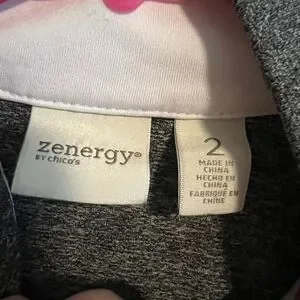 zenergy®
BY chico's
2
MADE IN
CHINA
HECHO EN
CHINA
FABRIQUÉ EN
CHINE